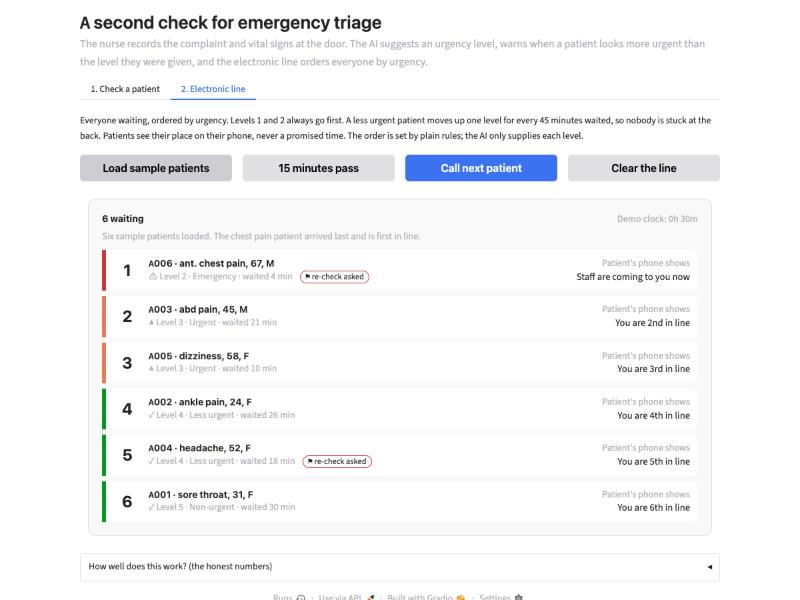 A second check for emergency triage
The nurse records the complaint and vital signs at the door. The AI suggests an urgency level, warns when a patient looks more urgent than
the level they were given, and the electronic line orders everyone by urgency.
1. Check a patient
2. Electronic line
Everyone waiting, ordered by urgency. Levels 1 and 2 always go first. A less urgent patient moves up one level for every 45 minutes waited, so nobody is stuck at the
back. Patients see their place on their phone, never a promised time. The order is set by plain rules; the AI only supplies each level.
Load sample patients
15 minutes pass
Call next patient
Clear the line
6 waiting
Demo clock: 0h 30m
Six sample patients loaded. The chest pain patient arrived last and is first in line.
1
A006 · ant. chest pain, 67, M
⚠ Level 2 · Emergency · waited 4 min
⚑ re-check asked
Patient's phone shows
Staff are coming to you now
2
A003 · abd pain, 45, M
▲ Level 3 · Urgent · waited 21 min
Patient's phone shows
You are 2nd in line
3
A005 · dizziness, 58, F
▲ Level 3 · Urgent · waited 10 min
Patient's phone shows
You are 3rd in line
4
A002 · ankle pain, 24, F
✓ Level 4 · Less urgent · waited 26 min
Patient's phone shows
You are 4th in line
5
A004 · headache, 52, F
✓ Level 4 · Less urgent · waited 18 min
⚑ re-check asked
Patient's phone shows
You are 5th in line
6
A001 · sore throat, 31, F
✓ Level 5 · Non-urgent · waited 30 min
Patient's phone shows
You are 6th in line
How well does this work? (the honest numbers)
Runs · Use via API · Built with Gradio · Settings